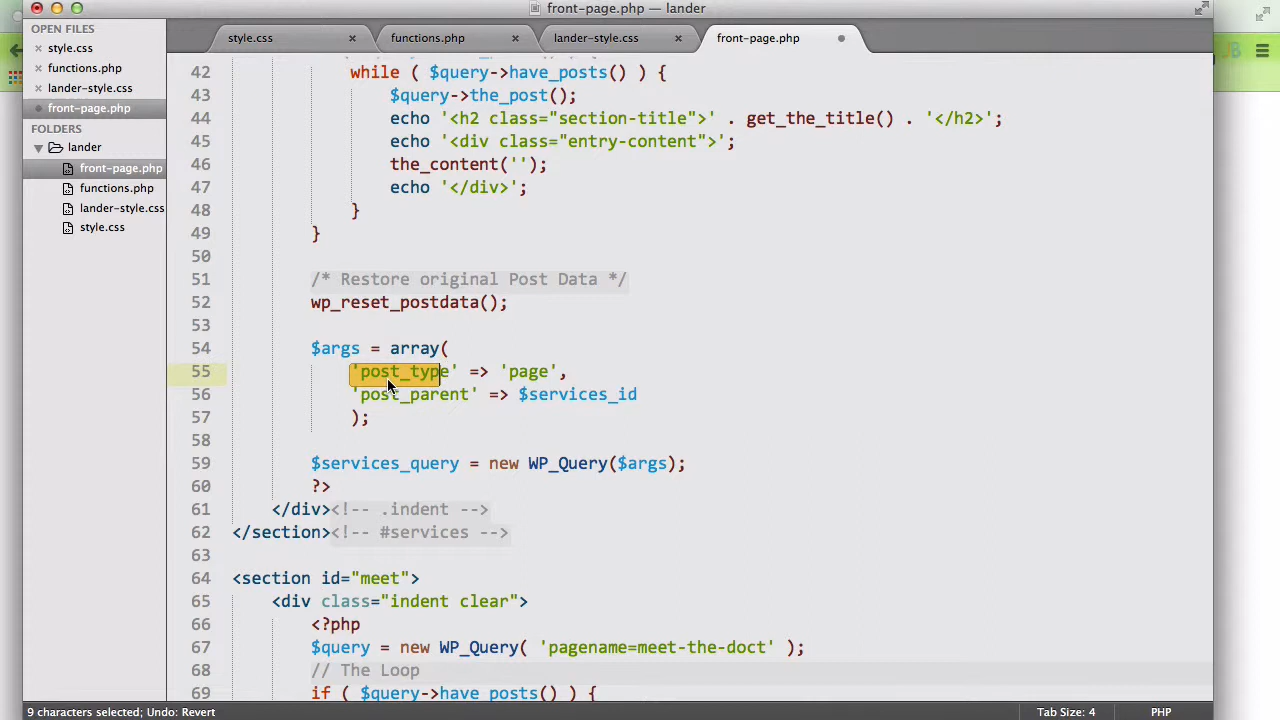 front-page.php — lander
OPEN FILES
style.css
functions.php
lander-style.css
front-page.php
FOLDERS
lander
front-page.php
functions.php
lander-style.css
style.css
style.css
functions.php
lander-style.css
front-page.php
42 while ( $query->have_posts() ) {
43 $query->the_post();
44 echo '<h2 class="section-title">' . get_the_title() . '</h2>';
45 echo '<div class="entry-content">';
46 the_content('');
47 echo '</div>';
48 }
49 }
50
51 /* Restore original Post Data */
52 wp_reset_postdata();
53
54 $args = array(
55 'post_type' => 'page',
56 'post_parent' => $services_id
57 );
58
59 $services_query = new WP_Query($args);
60 ?>
61 </div><!-- .indent -->
62 </section><!-- #services -->
63
64 <section id="meet">
65 <div class="indent clear">
66 <?php
67 $query = new WP_Query( 'pagename=meet-the-doct' );
68 // The Loop
69 if ( $query->have_posts() ) {
9 characters selected; Undo: Revert
Tab Size: 4
PHP